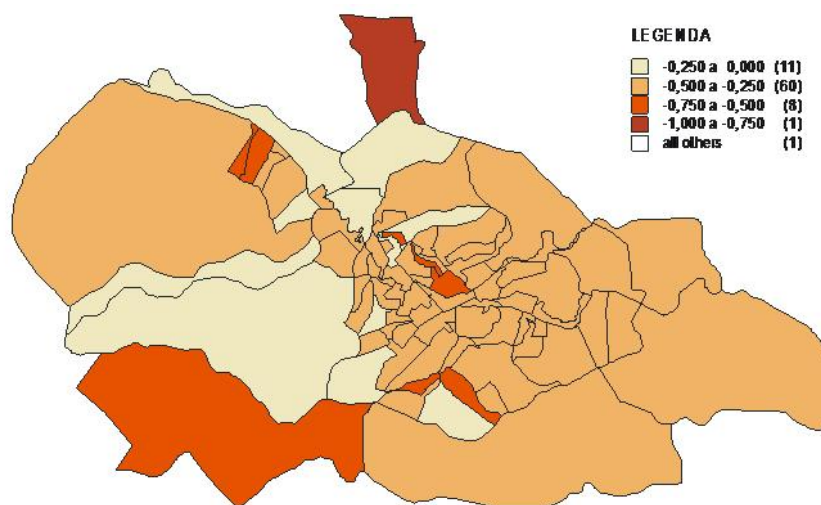 LEGENDA
-0,250 a 0,000 (11)
-0,500 a -0,250 (60)
-0,750 a -0,500 (8)
-1,000 a -0,750 (1)
all others (1)